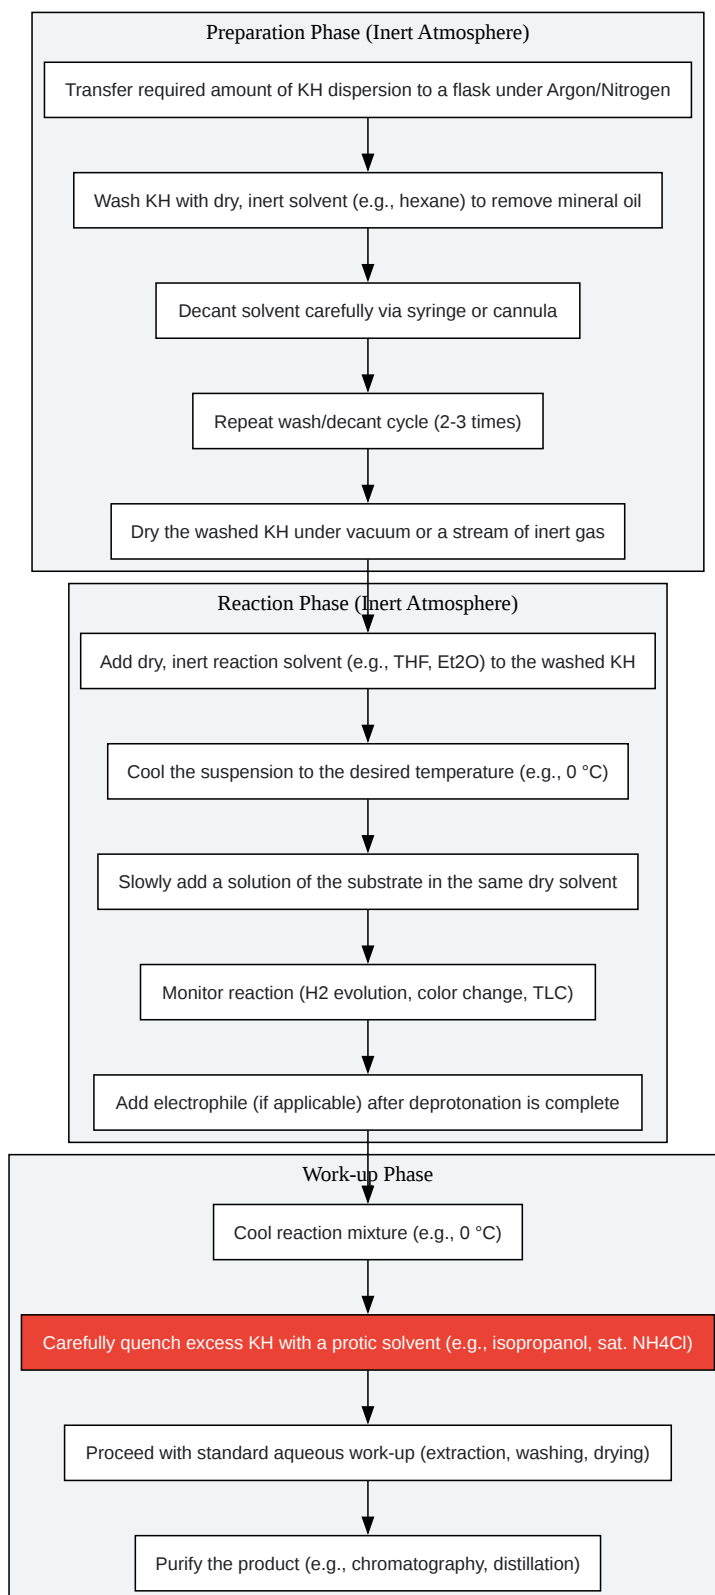 Preparation Phase (Inert Atmosphere)
Transfer required amount of KH dispersion to a flask under Argon/Nitrogen
Wash KH with dry, inert solvent (e.g., hexane) to remove mineral oil
Decant solvent carefully via syringe or cannula
Repeat wash/decant cycle (2-3 times)
Dry the washed KH under vacuum or a stream of inert gas
Reaction Phase (Inert Atmosphere)
Add dry, inert reaction solvent (e.g., THF, Et2O) to the washed KH
Cool the suspension to the desired temperature (e.g., 0 °C)
Slowly add a solution of the substrate in the same dry solvent
Monitor reaction (H2 evolution, color change, TLC)
Add electrophile (if applicable) after deprotonation is complete
Work-up Phase
Cool reaction mixture (e.g., 0 °C)
Carefully quench excess KH with a protic solvent (e.g., isopropanol, sat. NH4Cl)
Proceed with standard aqueous work-up (extraction, washing, drying)
Purify the product (e.g., chromatography, distillation)